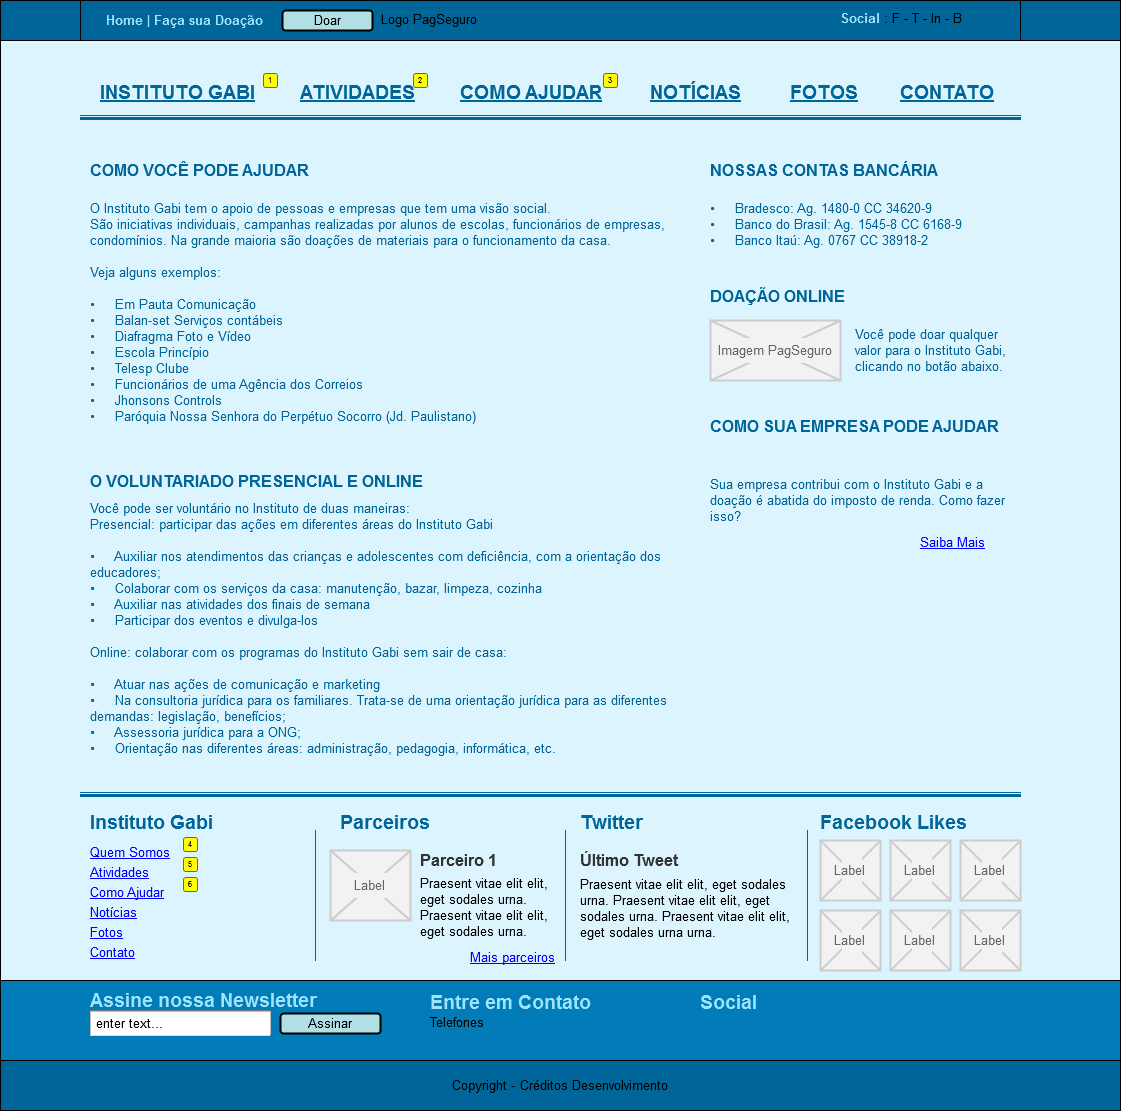 Home | Faça sua Doação
Doar
Logo PagSeguro
Social : F - T - In - B
INSTITUTO GABI 1
ATIVIDADES 2
COMO AJUDAR 3
NOTÍCIAS
FOTOS
CONTATO
COMO VOCÊ PODE AJUDAR
O Instituto Gabi tem o apoio de pessoas e empresas que tem uma visão social.
São iniciativas individuais, campanhas realizadas por alunos de escolas, funcionários de empresas,
condomínios. Na grande maioria são doações de materiais para o funcionamento da casa.
Veja alguns exemplos:
• Em Pauta Comunicação
• Balan-set Serviços contábeis
• Diafragma Foto e Vídeo
• Escola Princípio
• Telesp Clube
• Funcionários de uma Agência dos Correios
• Jhonsons Controls
• Paróquia Nossa Senhora do Perpétuo Socorro (Jd. Paulistano)
O VOLUNTARIADO PRESENCIAL E ONLINE
Você pode ser voluntário no Instituto de duas maneiras:
Presencial: participar das ações em diferentes áreas do Instituto Gabi
• Auxiliar nos atendimentos das crianças e adolescentes com deficiência, com a orientação dos
educadores;
• Colaborar com os serviços da casa: manutenção, bazar, limpeza, cozinha
• Auxiliar nas atividades dos finais de semana
• Participar dos eventos e divulga-los
Online: colaborar com os programas do Instituto Gabi sem sair de casa:
• Atuar nas ações de comunicação e marketing
• Na consultoria jurídica para os familiares. Trata-se de uma orientação jurídica para as diferentes
demandas: legislação, benefícios;
• Assessoria jurídica para a ONG;
• Orientação nas diferentes áreas: administração, pedagogia, informática, etc.
NOSSAS CONTAS BANCÁRIA
• Bradesco: Ag. 1480-0 CC 34620-9
• Banco do Brasil: Ag. 1545-8 CC 6168-9
• Banco Itaú: Ag. 0767 CC 38918-2
DOAÇÃO ONLINE
Imagem PagSeguro
Você pode doar qualquer
valor para o Instituto Gabi,
clicando no botão abaixo.
COMO SUA EMPRESA PODE AJUDAR
Sua empresa contribui com o Instituto Gabi e a
doação é abatida do imposto de renda. Como fazer
isso?
Saiba Mais
Instituto Gabi
Quem Somos 4
Atividades 5
Como Ajudar 6
Notícias
Fotos
Contato
Parceiros
Label
Parceiro 1
Praesent vitae elit elit,
eget sodales urna.
Praesent vitae elit elit,
eget sodales urna.
Mais parceiros
Twitter
Último Tweet
Praesent vitae elit elit, eget sodales
urna. Praesent vitae elit elit, eget
sodales urna. Praesent vitae elit elit,
eget sodales urna urna.
Facebook Likes
Label Label Label
Label Label Label
Assine nossa Newsletter
enter text...
Assinar
Entre em Contato
Telefones
Social
Copyright - Créditos Desenvolvimento